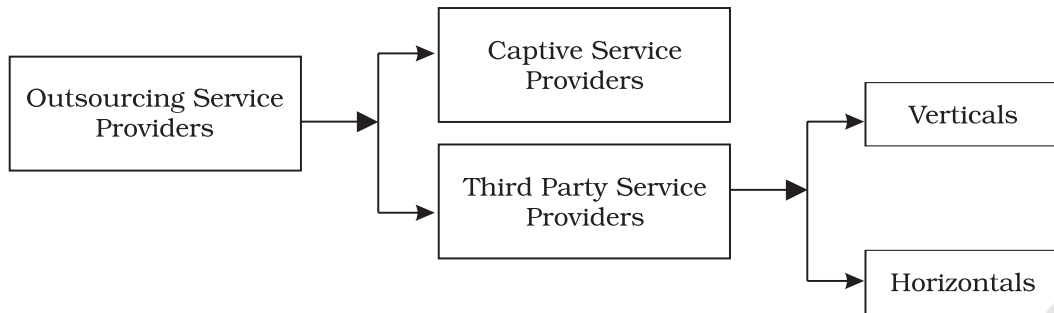 Outsourcing Service
Providers
Captive Service
Providers
Third Party Service
Providers
Verticals
Horizontals